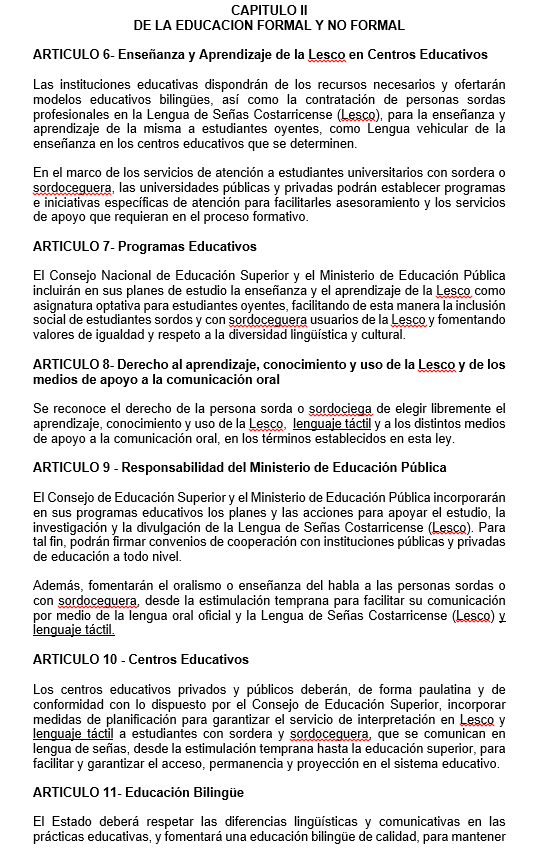 CAPITULO II
DE LA EDUCACION FORMAL Y NO FORMAL
ARTICULO 6- Enseñanza y Aprendizaje de la Lesco en Centros Educativos
Las instituciones educativas dispondrán de los recursos necesarios y ofertarán
modelos educativos bilingües, así como la contratación de personas sordas
profesionales en la Lengua de Señas Costarricense (Lesco), para la enseñanza y
aprendizaje de la misma a estudiantes oyentes, como Lengua vehicular de la
enseñanza en los centros educativos que se determinen.
En el marco de los servicios de atención a estudiantes universitarios con sordera o
sordoceguera, las universidades públicas y privadas podrán establecer programas
e iniciativas específicas de atención para facilitarles asesoramiento y los servicios
de apoyo que requieran en el proceso formativo.
ARTICULO 7- Programas Educativos
El Consejo Nacional de Educación Superior y el Ministerio de Educación Pública
incluirán en sus planes de estudio la enseñanza y el aprendizaje de la Lesco como
asignatura optativa para estudiantes oyentes, facilitando de esta manera la inclusión
social de estudiantes sordos y con sordoceguera usuarios de la Lesco y fomentando
valores de igualdad y respeto a la diversidad lingüística y cultural.
ARTICULO 8- Derecho al aprendizaje, conocimiento y uso de la Lesco y de los
medios de apoyo a la comunicación oral
Se reconoce el derecho de la persona sorda o sordociega de elegir libremente el
aprendizaje, conocimiento y uso de la Lesco, lenguaje táctil y a los distintos medios
de apoyo a la comunicación oral, en los términos establecidos en esta ley.
ARTICULO 9 - Responsabilidad del Ministerio de Educación Pública
El Consejo de Educación Superior y el Ministerio de Educación Pública incorporarán
en sus programas educativos los planes y las acciones para apoyar el estudio, la
investigación y la divulgación de la Lengua de Señas Costarricense (Lesco). Para
tal fin, podrán firmar convenios de cooperación con instituciones públicas y privadas
de educación a todo nivel.
Además, fomentarán el oralismo o enseñanza del habla a las personas sordas o
con sordoceguera, desde la estimulación temprana para facilitar su comunicación
por medio de la lengua oral oficial y la Lengua de Señas Costarricense (Lesco) y
lenguaje táctil.
ARTICULO 10 - Centros Educativos
Los centros educativos privados y públicos deberán, de forma paulatina y de
conformidad con lo dispuesto por el Consejo de Educación Superior, incorporar
medidas de planificación para garantizar el servicio de interpretación en Lesco y
lenguaje táctil a estudiantes con sordera y sordoceguera, que se comunican en
lengua de señas, desde la estimulación temprana hasta la educación superior, para
facilitar y garantizar el acceso, permanencia y proyección en el sistema educativo.
ARTICULO 11- Educación Bilingüe
El Estado deberá respetar las diferencias lingüísticas y comunicativas en las
prácticas educativas, y fomentará una educación bilingüe de calidad, para mantener